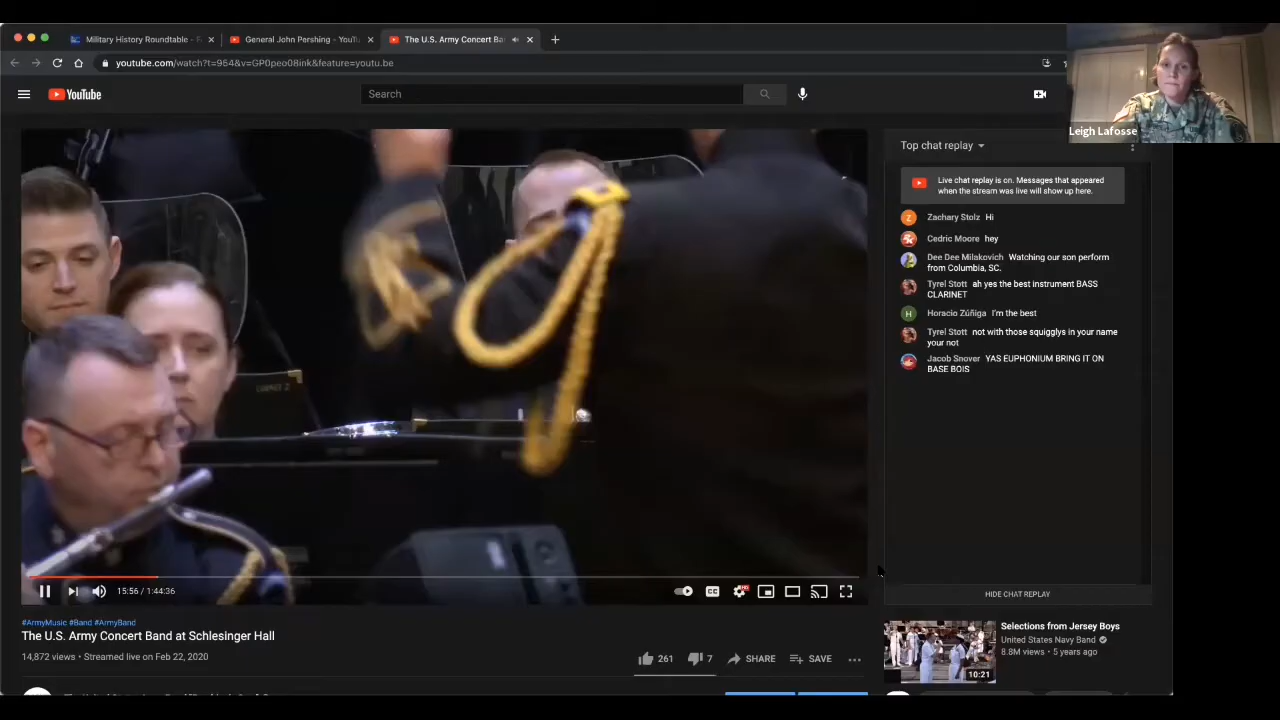 Military History Roundtable - F
General John Pershing - YouTu
The U.S. Army Concert Ba
youtube.com/watch?t=954&v=GP0peo08ink&feature=youtu.be
YouTube
Search
Leigh Lafosse
Top chat replay
Live chat replay is on. Messages that appeared
when the stream was live will show up here.
Zachary Stolz Hi
Cedric Moore hey
Dee Dee Milakovich Watching our son perform
from Columbia, SC.
Tyrel Stott ah yes the best instrument BASS
CLARINET
Horacio Zúñiga I'm the best
Tyrel Stott not with those squigglys in your name
your not
Jacob Snover YAS EUPHONIUM BRING IT ON
BASE BOIS
HIDE CHAT REPLAY
15:56 / 1:44:36
CC
HD
#ArmyMusic #Band #ArmyBand
The U.S. Army Concert Band at Schlesinger Hall
14,872 views • Streamed live on Feb 22, 2020
261
7
SHARE
SAVE
Selections from Jersey Boys
United States Navy Band
8.8M views • 5 years ago
10:21